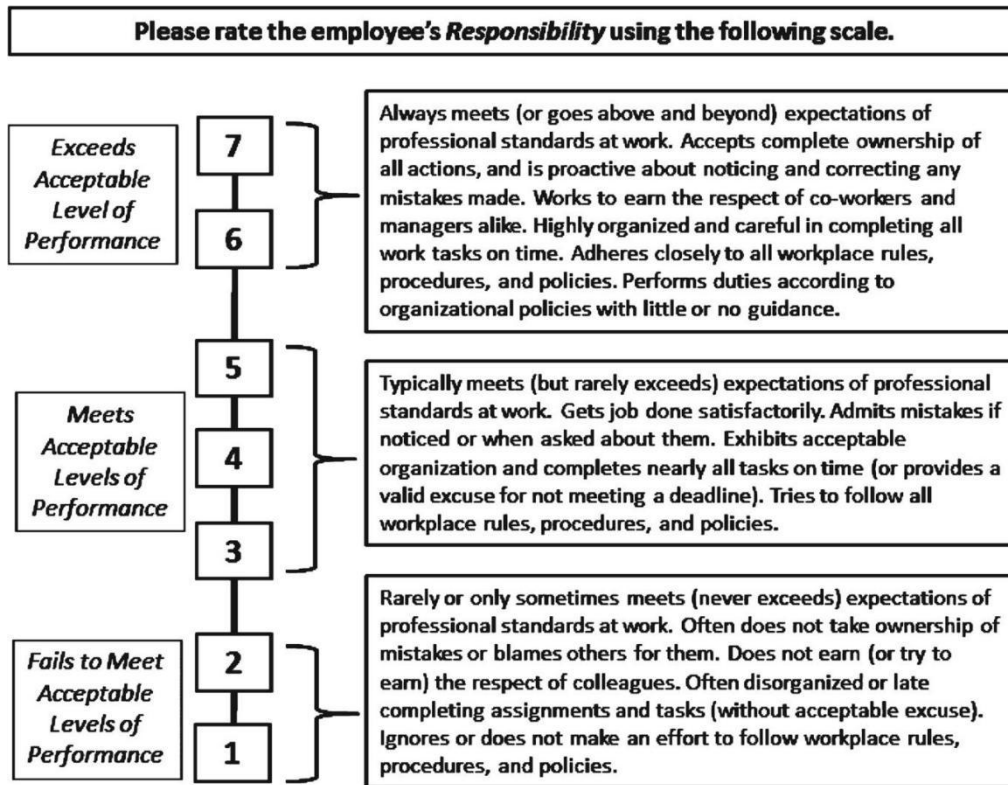 Please rate the employee's Responsibility using the following scale.
Exceeds
Acceptable
Level of
Performance
7
6
Always meets (or goes above and beyond) expectations of
professional standards at work. Accepts complete ownership of
all actions, and is proactive about noticing and correcting any
mistakes made. Works to earn the respect of co-workers and
managers alike. Highly organized and careful in completing all
work tasks on time. Adheres closely to all workplace rules,
procedures, and policies. Performs duties according to
organizational policies with little or no guidance.
Meets
Acceptable
Levels of
Performance
5
4
3
Typically meets (but rarely exceeds) expectations of professional
standards at work. Gets job done satisfactorily. Admits mistakes if
noticed or when asked about them. Exhibits acceptable
organization and completes nearly all tasks on time (or provides a
valid excuse for not meeting a deadline). Tries to follow all
workplace rules, procedures, and policies.
Fails to Meet
Acceptable
Levels of
Performance
2
1
Rarely or only sometimes meets (never exceeds) expectations of
professional standards at work. Often does not take ownership of
mistakes or blames others for them. Does not earn (or try to
earn) the respect of colleagues. Often disorganized or late
completing assignments and tasks (without acceptable excuse).
Ignores or does not make an effort to follow workplace rules,
procedures, and policies.